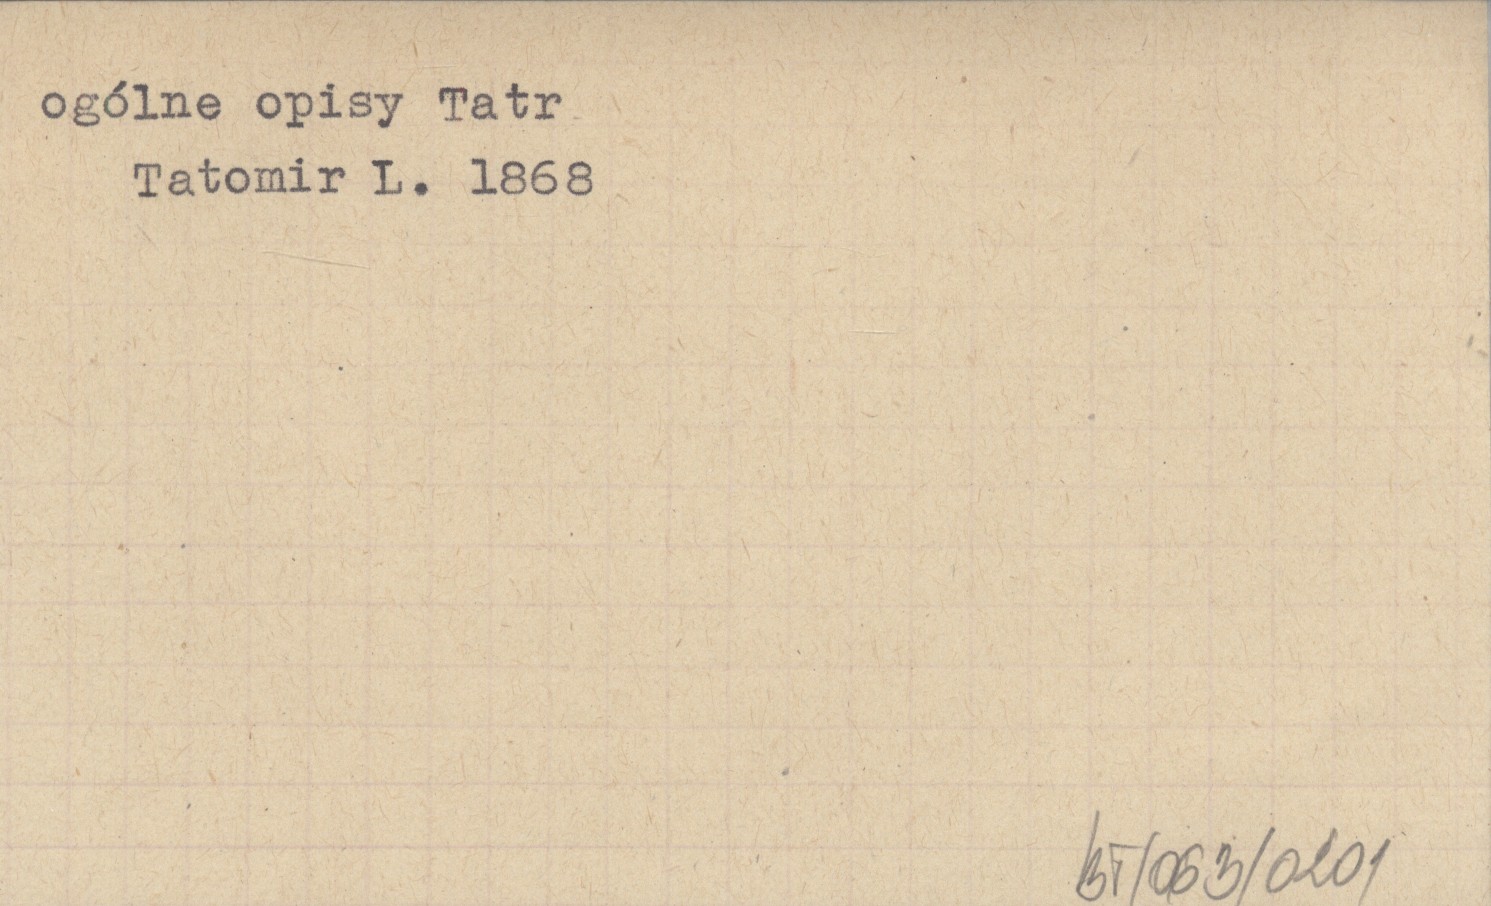 ogólne opisy Tatr
Tatomir L. 1868
BT/063/0201